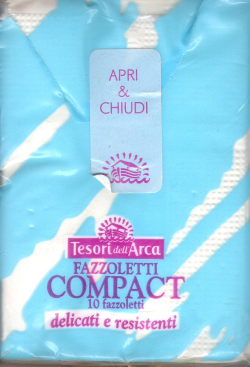 APRI
&
CHIUDI
Tesori dell'Arca
FAZZOLETTI
COMPACT
10 fazzoletti
delicati e resistenti